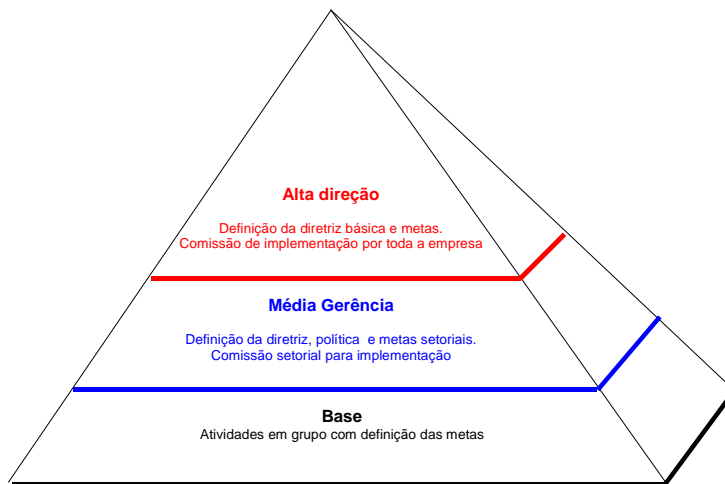 Alta direção
Definição da diretriz básica e metas.
Comissão de implementação por toda a empresa
Média Gerência
Definição da diretriz, política e metas setoriais.
Comissão setorial para implementação
Base
Atividades em grupo com definição das metas